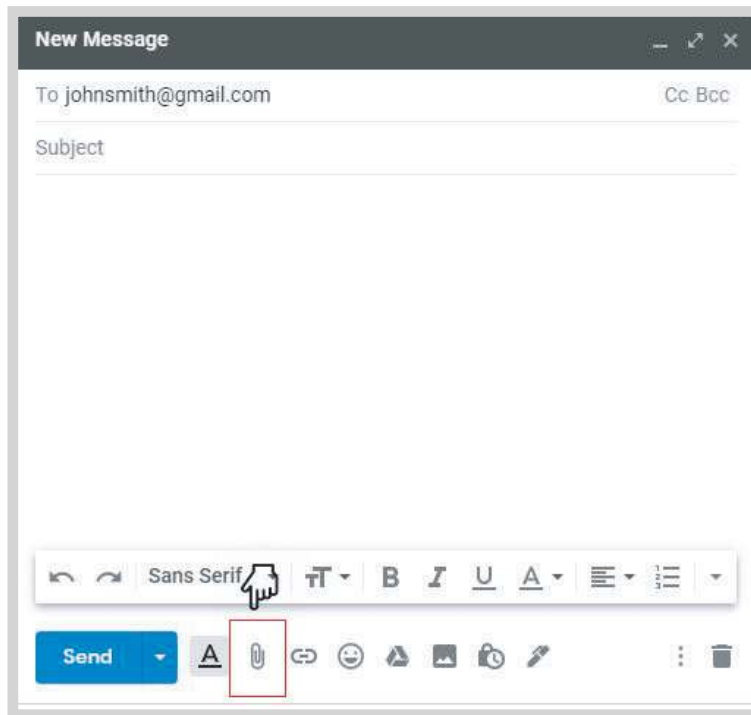 New Message
To johnsmith@gmail.com Cc Bcc
Subject
Sans Serif B I U A
Send A